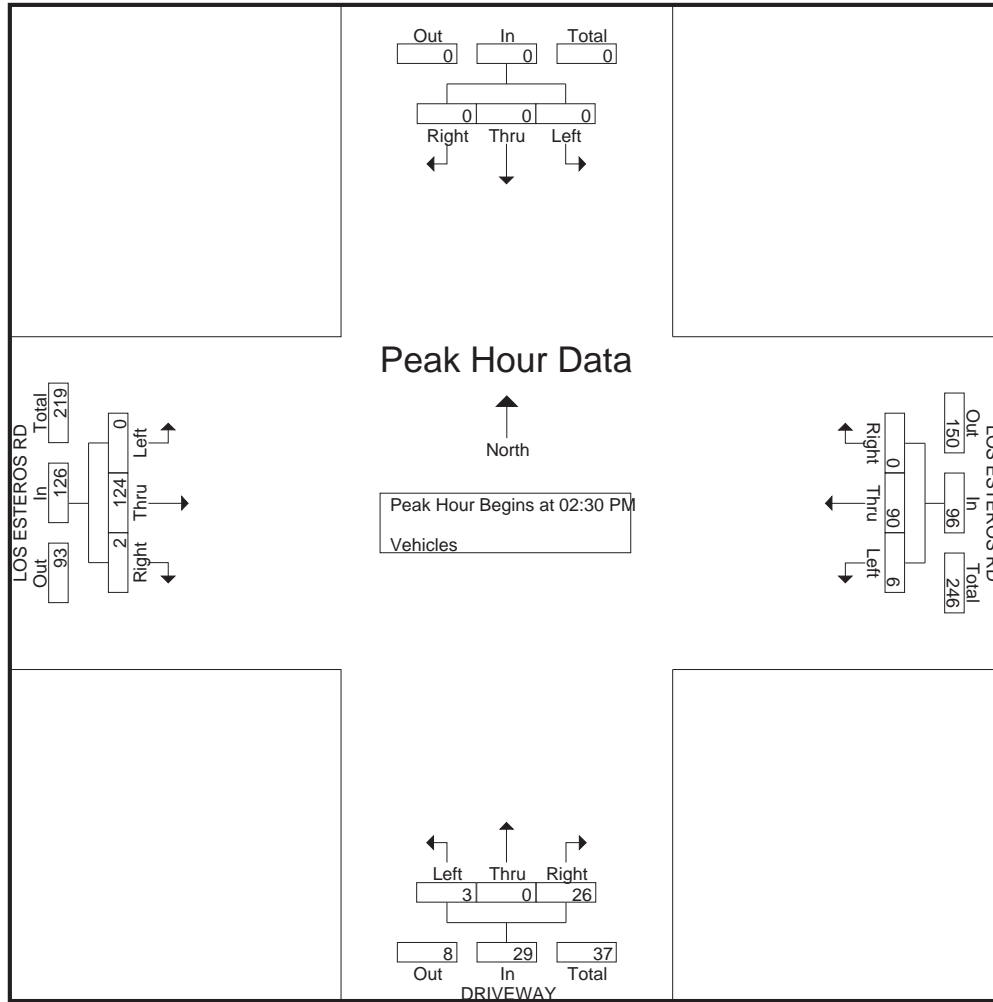 Out In Total
0 0 0
0 0 0
Right Thru Left
Peak Hour Data
North
Peak Hour Begins at 02:30 PM
Vehicles
LOS ESTEROS RD
Out In Total
93 126 219
2 124 0
Right Thru Left
LOS ESTEROS RD
Out In Total
150 96 246
0 90 6
Right Thru Left
Left Thru Right
3 0 26
8 29 37
Out In Total
DRIVEWAY